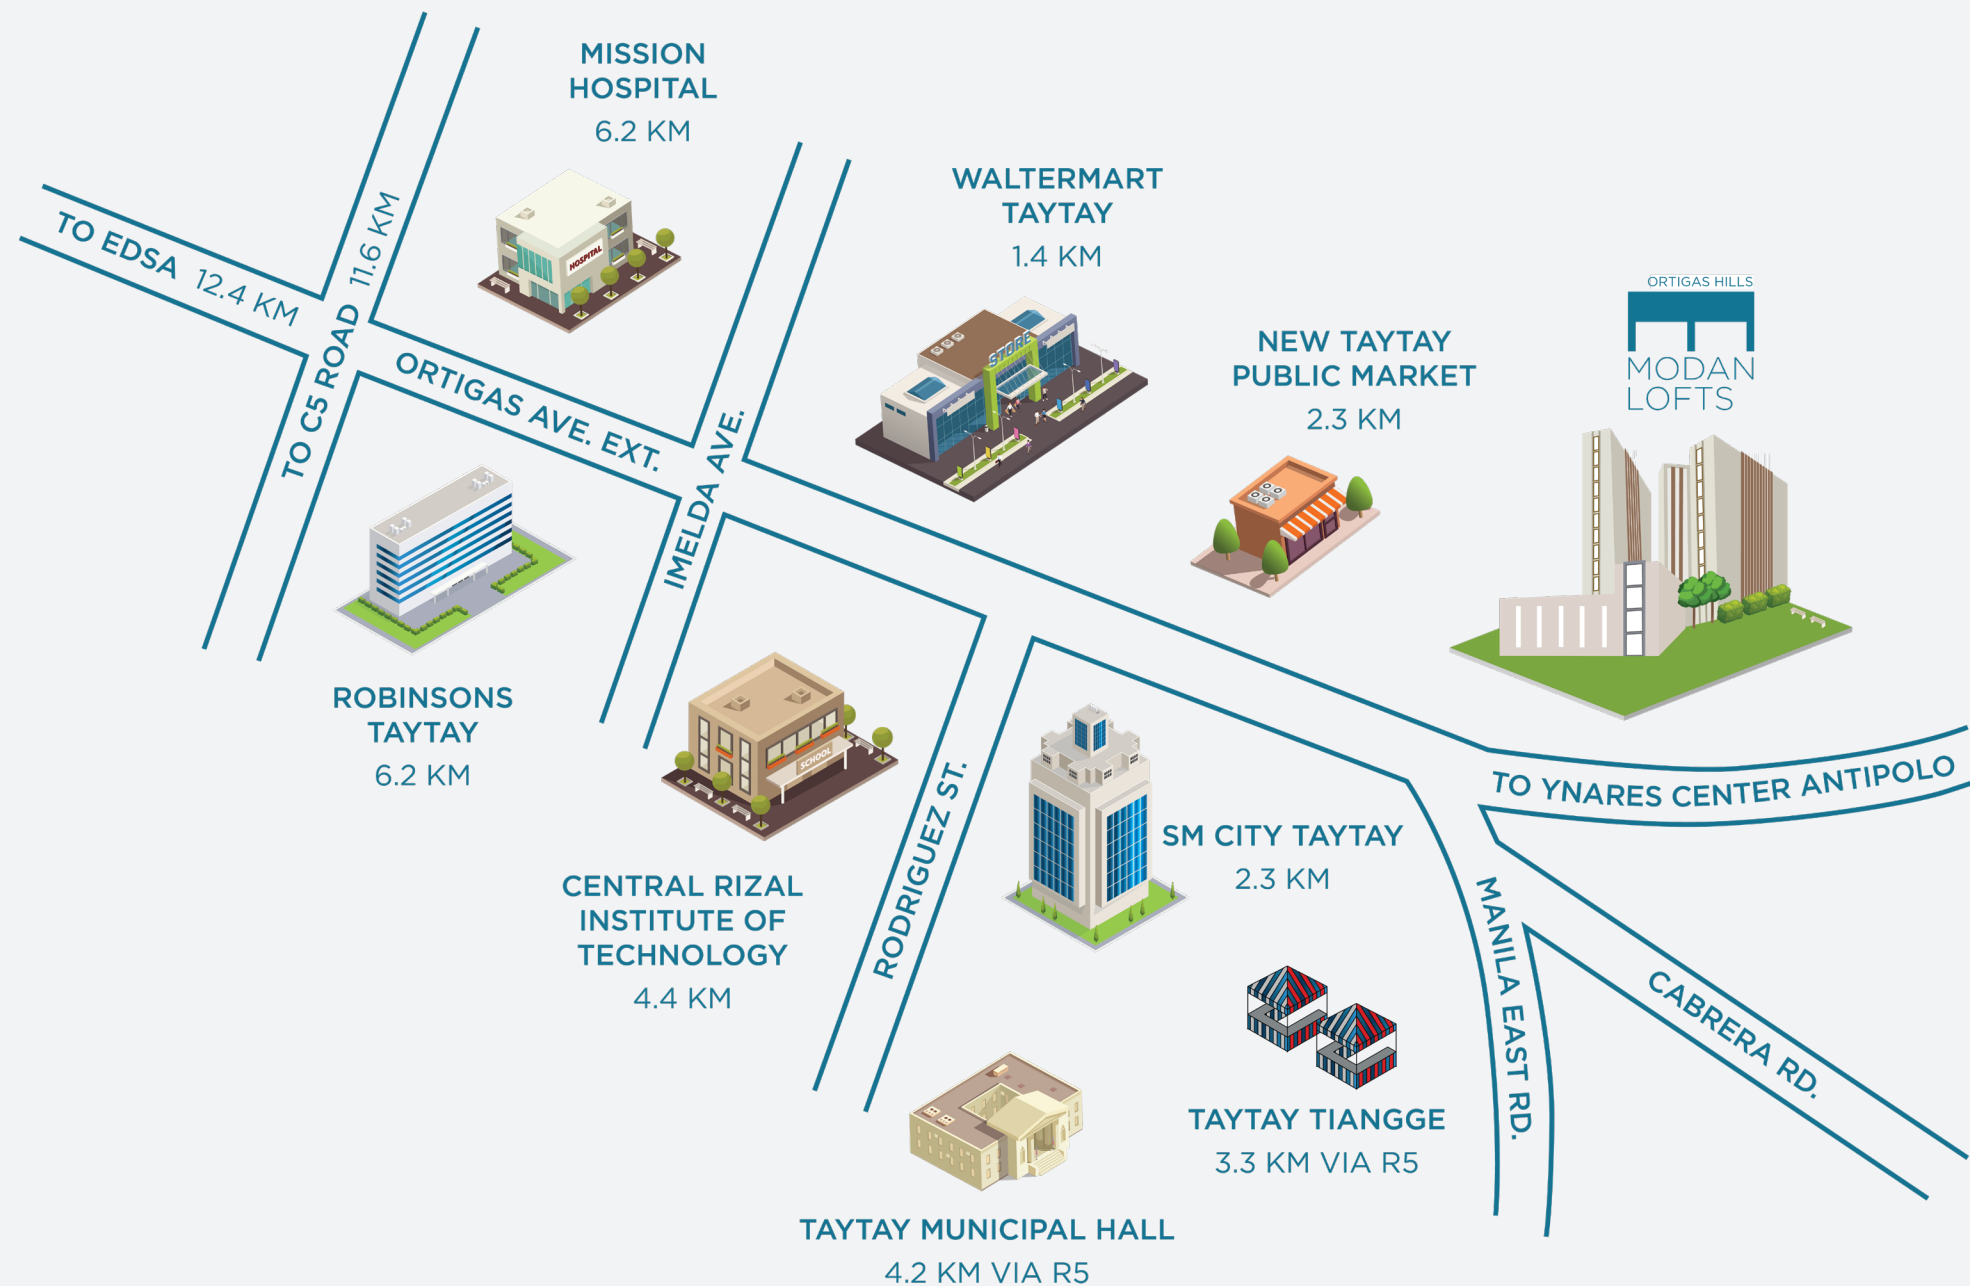 MISSION
HOSPITAL
6.2 KM
HOSPITAL
TO EDSA 12.4 KM
TO C5 ROAD 11.6 KM
ORTIGAS AVE. EXT.
IMELDA AVE.
WALTERMART
TAYTAY
1.4 KM
STORE
NEW TAYTAY
PUBLIC MARKET
2.3 KM
ORTIGAS HILLS
MODAN
LOFTS
ROBINSONS
TAYTAY
6.2 KM
SCHOOL
CENTRAL RIZAL
INSTITUTE OF
TECHNOLOGY
4.4 KM
RODRIGUEZ ST.
SM CITY TAYTAY
2.3 KM
TO YNARES CENTER ANTIPOLO
MANILA EAST RD.
CABRERA RD.
TAYTAY TIANGGE
3.3 KM VIA R5
TAYTAY MUNICIPAL HALL
4.2 KM VIA R5